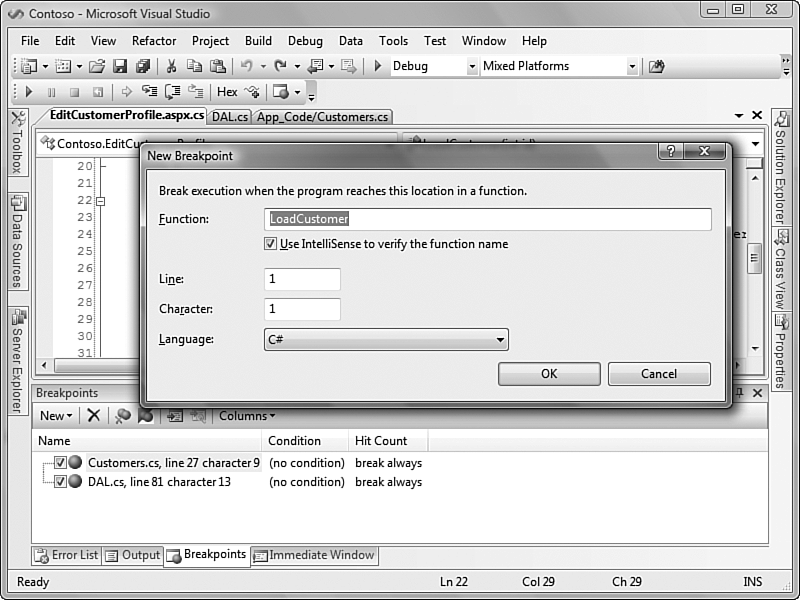 Contoso - Microsoft Visual Studio
File Edit View Refactor Project Build Debug Data Tools Test Window Help
Debug Mixed Platforms
Hex
EditCustomerProfile.aspx.cs DAL.cs App_Code/Customers.cs
Toolbox
Data Sources
Server Explorer
20
21
22
23
24
25
26
27
28
29
30
31
New Breakpoint
Break execution when the program reaches this location in a function.
Function: LoadCustomer
Use IntelliSense to verify the function name
Line: 1
Character: 1
Language: C#
OK Cancel
Solution Explorer
Class View
Properties
Breakpoints
New Columns
Name Condition Hit Count
Customers.cs, line 27 character 9 (no condition) break always
DAL.cs, line 81 character 13 (no condition) break always
Error List Output Breakpoints Immediate Window
Ready Ln 22 Col 29 Ch 29 INS